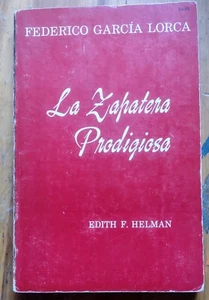 FEDERICO GARCÍA LORCA
La Zapatera
Prodigiosa
EDITH F. HELMAN